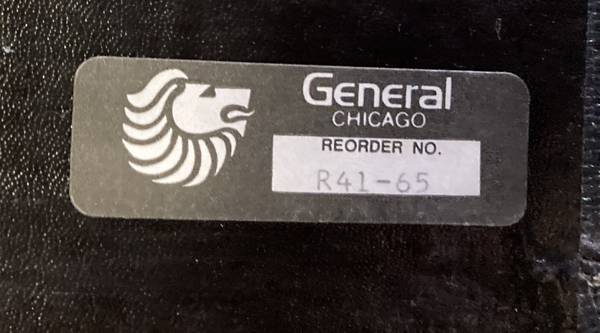 General
CHICAGO
REORDER NO.
R41-65